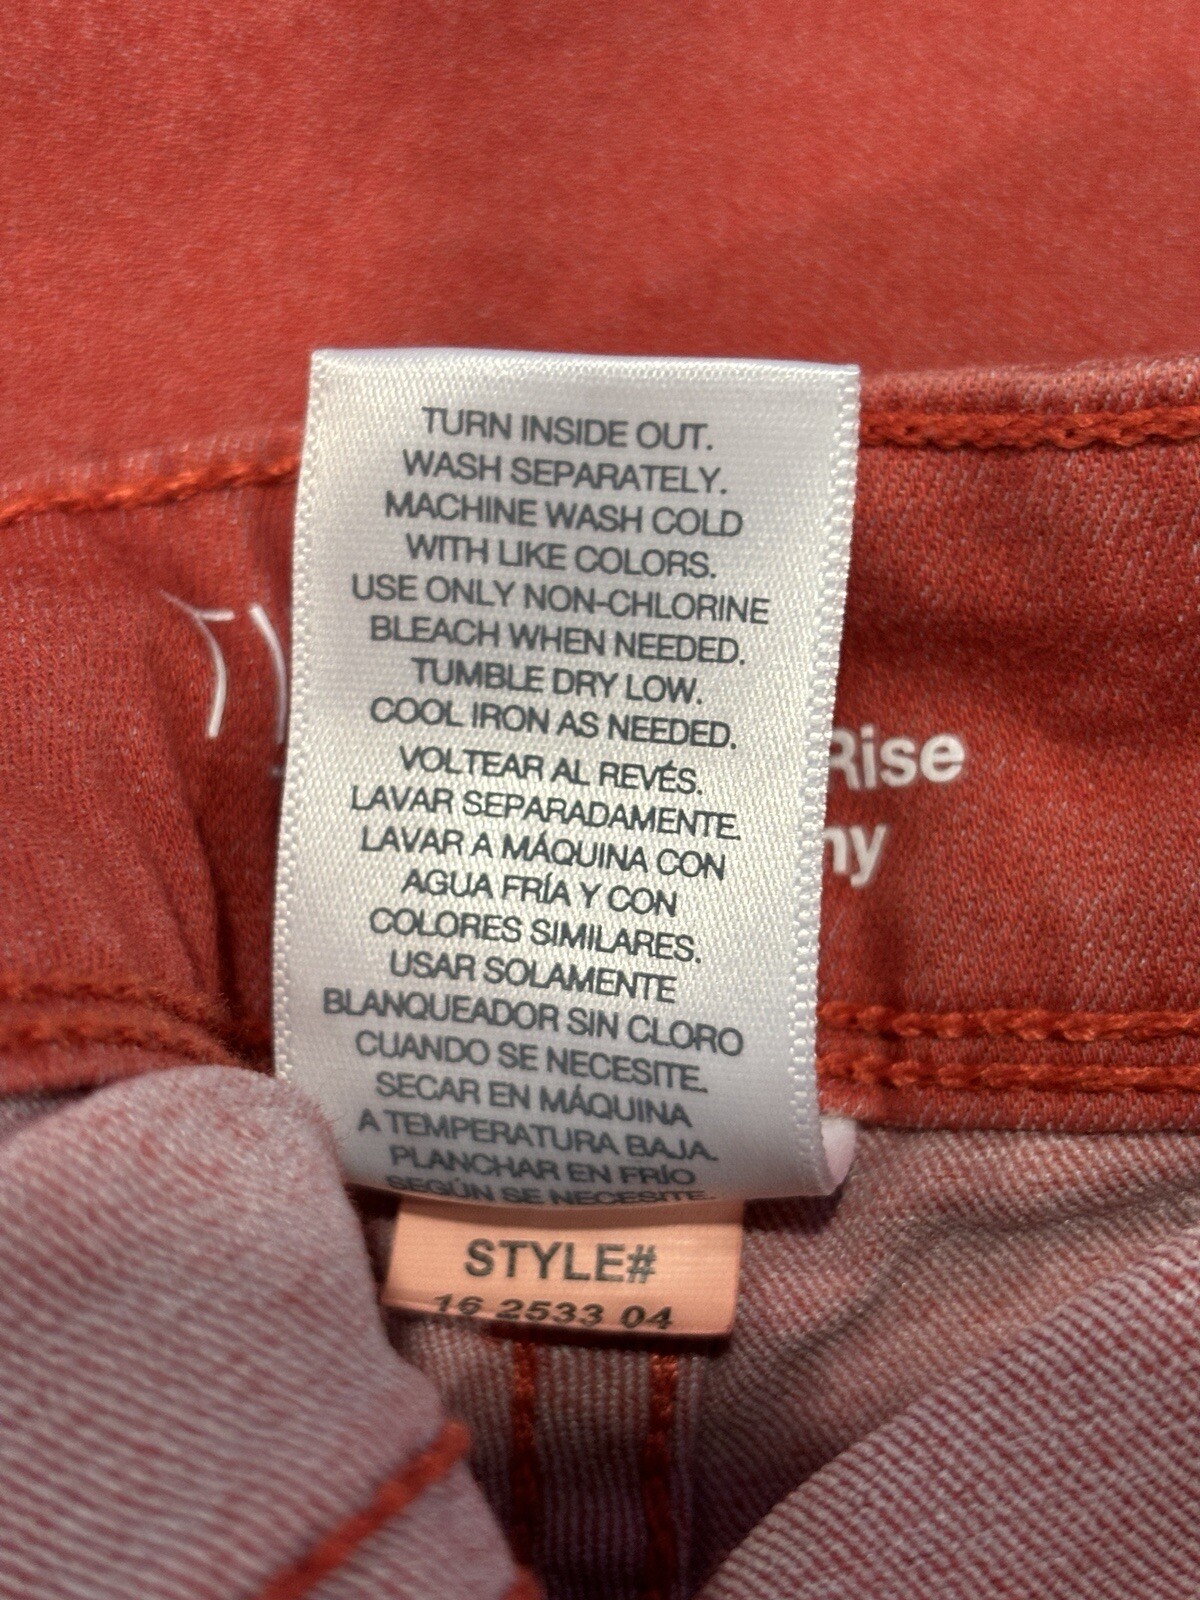 TURN INSIDE OUT.
WASH SEPARATELY.
MACHINE WASH COLD
WITH LIKE COLORS.
USE ONLY NON-CHLORINE
BLEACH WHEN NEEDED.
TUMBLE DRY LOW.
COOL IRON AS NEEDED.
VOLTEAR AL REVÉS.
LAVAR SEPARADAMENTE.
LAVAR A MÁQUINA CON
AGUA FRÍA Y CON
COLORES SIMILARES.
USAR SOLAMENTE
BLANQUEADOR SIN CLORO
CUANDO SE NECESITE.
SECAR EN MÁQUINA
A TEMPERATURA BAJA.
PLANCHAR EN FRÍO
SEGÚN SE NECESITE.
Rise
STYLE#
16 2533 04